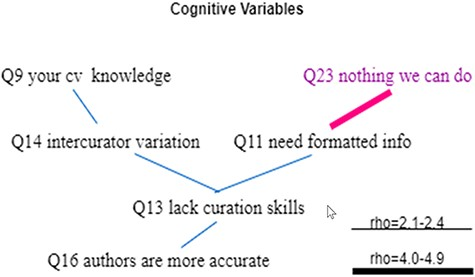 Cognitive Variables
Q9 your cv knowledge
Q23 nothing we can do
Q14 intercurator variation
Q11 need formatted info
Q13 lack curation skills
rho=2.1-2.4
Q16 authors are more accurate
rho=4.0-4.9